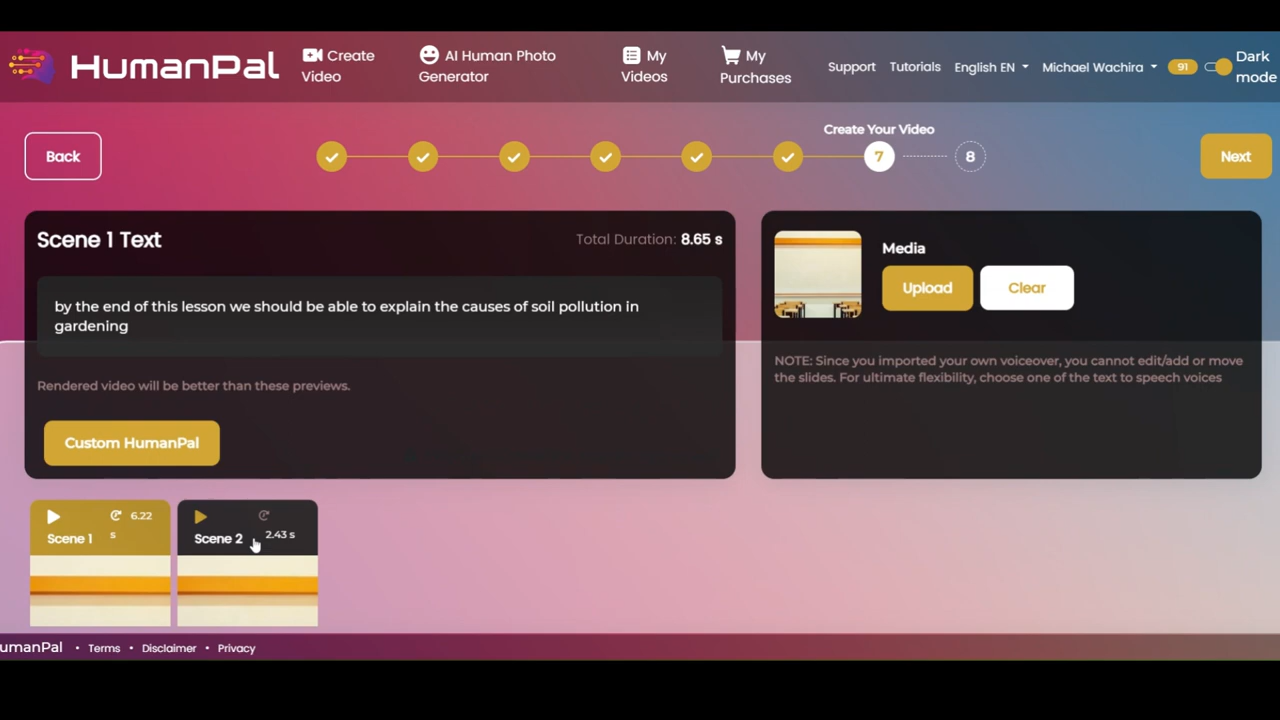 HumanPal
Create
Video
AI Human Photo
Generator
My
Videos
My
Purchases
Support
Tutorials
English EN
Michael Wachira
91
Dark
mode
Back
Create Your Video
7
8
Next
Scene 1 Text
Total Duration: 8.65 s
by the end of this lesson we should be able to explain the causes of soil pollution in
gardening
Rendered video will be better than these previews.
Custom HumanPal
Media
Upload
Clear
NOTE: Since you imported your own voiceover, you cannot edit/add or move
the slides. For ultimate flexibility, choose one of the text to speech voices
6.22
s
Scene 1
Scene 2
2.43 s
umanPal • Terms • Disclaimer • Privacy